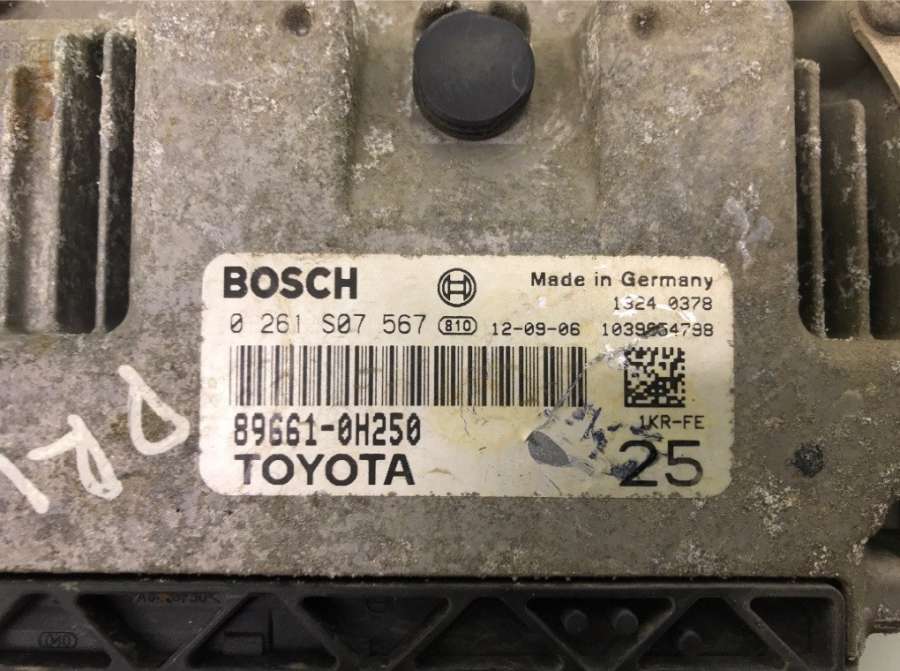 BOSCH
Made in Germany
1324 0378
0 261 S07 567 810 12-09-06 1039S54798
89661-0H250
1KR-FE
TOYOTA
25